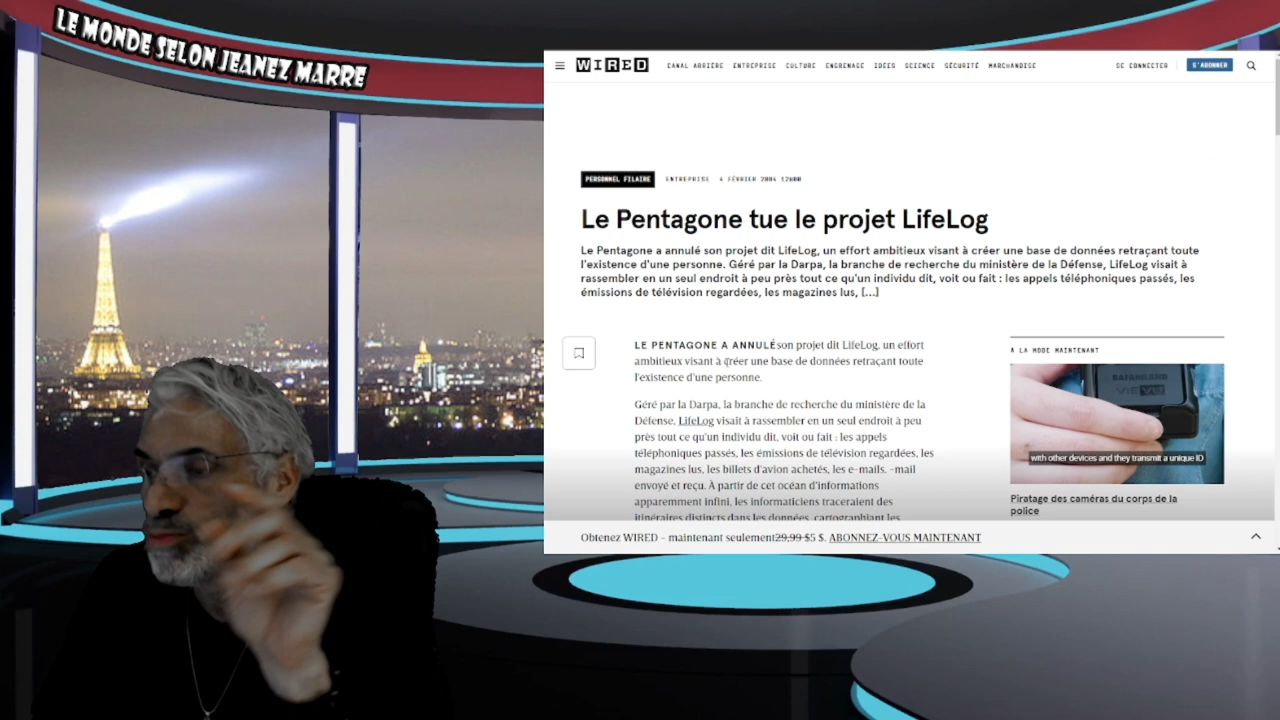 LE MONDE SELON JEANEZ MARRE
WIRED
CANAL ARRIÈRE ENTREPRISE CULTURE ENGRENAGE IDÉES SCIENCE SÉCURITÉ MARCHANDISE
SE CONNECTER S'ABONNER
PERSONNEL FILAIRE ENTREPRISE 4 FÉVRIER 2004 12H00
Le Pentagone tue le projet LifeLog
Le Pentagone a annulé son projet dit LifeLog, un effort ambitieux visant à créer une base de données retraçant toute
l'existence d'une personne. Géré par la Darpa, la branche de recherche du ministère de la Défense, LifeLog visait à
rassembler en un seul endroit à peu près tout ce qu'un individu dit, voit ou fait : les appels téléphoniques passés, les
émissions de télévision regardées, les magazines lus, [...]
LE PENTAGONE A ANNULÉ son projet dit LifeLog, un effort
ambitieux visant à créer une base de données retraçant toute
l'existence d'une personne.
Géré par la Darpa, la branche de recherche du ministère de la
Défense, LifeLog visait à rassembler en un seul endroit à peu
près tout ce qu'un individu dit, voit ou fait : les appels
téléphoniques passés, les émissions de télévision regardées, les
magazines lus, les billets d'avion achetés, les e-mails. -mail
envoyé et reçu. À partir de cet océan d'informations
apparemment infini, les informaticiens traceraient des
itinéraires distincts dans les données, cartographiant les
À LA MODE MAINTENANT
SAFARILAND
VIEVU
with other devices and they transmit a unique ID
Piratage des caméras du corps de la
police
Obtenez WIRED - maintenant seulement 29,99 $5 $. ABONNEZ-VOUS MAINTENANT